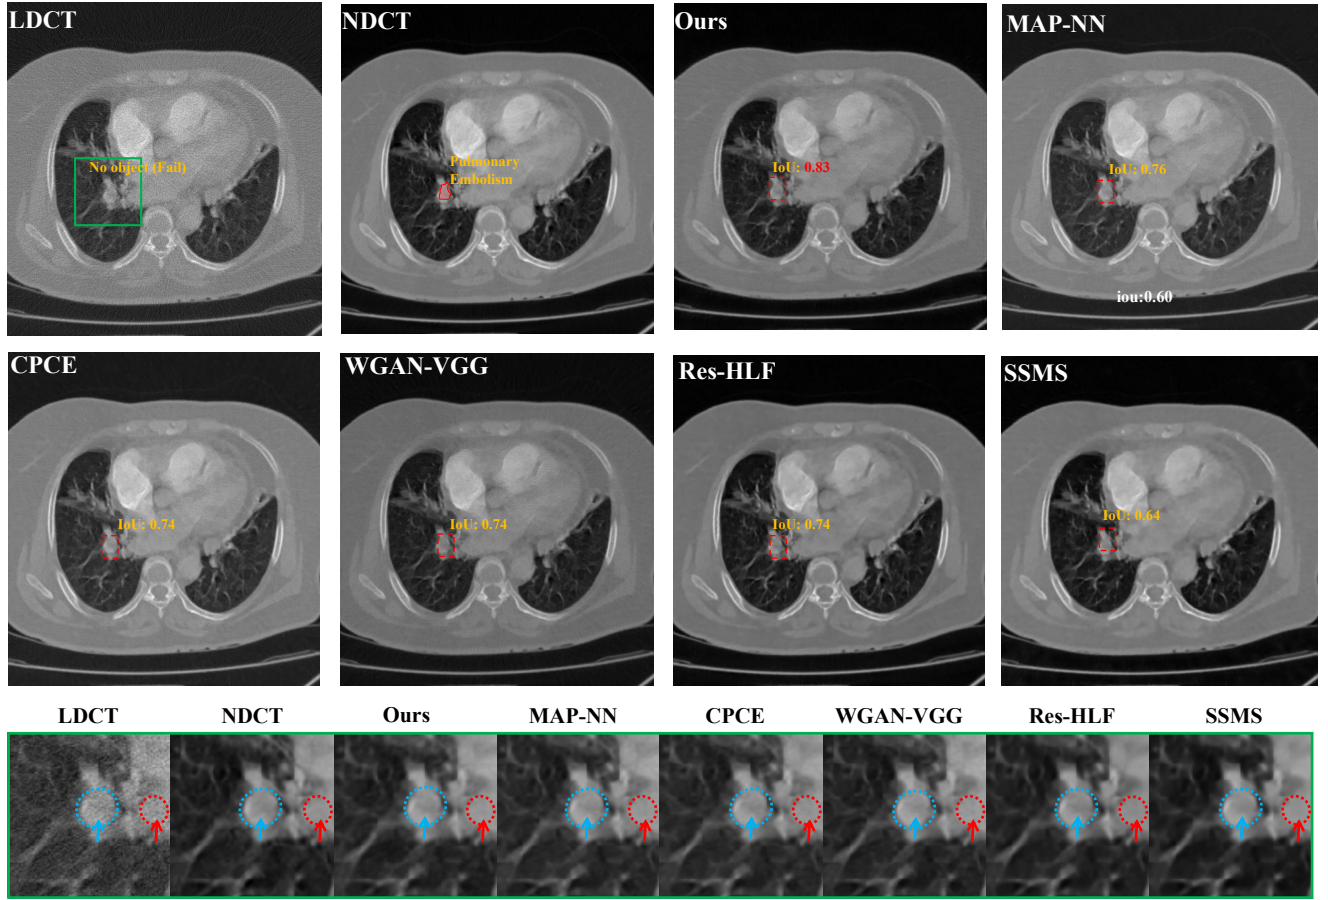 LDCT
NDCT
Ours
MAP-NN
No object (Fail)
Pulmonary
Embolism
IoU: 0.83
IoU: 0.76
iou:0.60
CPCE
WGAN-VGG
Res-HLF
SSMS
IoU: 0.74
IoU: 0.74
IoU: 0.74
IoU: 0.64
LDCT
NDCT
Ours
MAP-NN
CPCE
WGAN-VGG
Res-HLF
SSMS